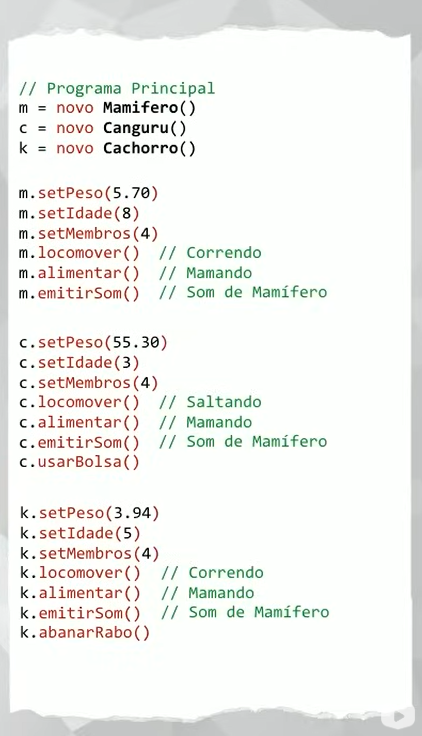 // Programa Principal
m = novo Mamifero()
c = novo Canguru()
k = novo Cachorro()
m.setPeso(5.70)
m.setIdade(8)
m.setMembros(4)
m.locomover()  // Correndo
m.alimentar()  // Mamando
m.emitirSom()  // Som de Mamífero
c.setPeso(55.30)
c.setIdade(3)
c.setMembros(4)
c.locomover()  // Saltando
c.alimentar()  // Mamando
c.emitirSom()  // Som de Mamífero
c.usarBolsa()
k.setPeso(3.94)
k.setIdade(5)
k.setMembros(4)
k.locomover()  // Correndo
k.alimentar()  // Mamando
k.emitirSom()  // Som de Mamífero
k.abanarRabo()